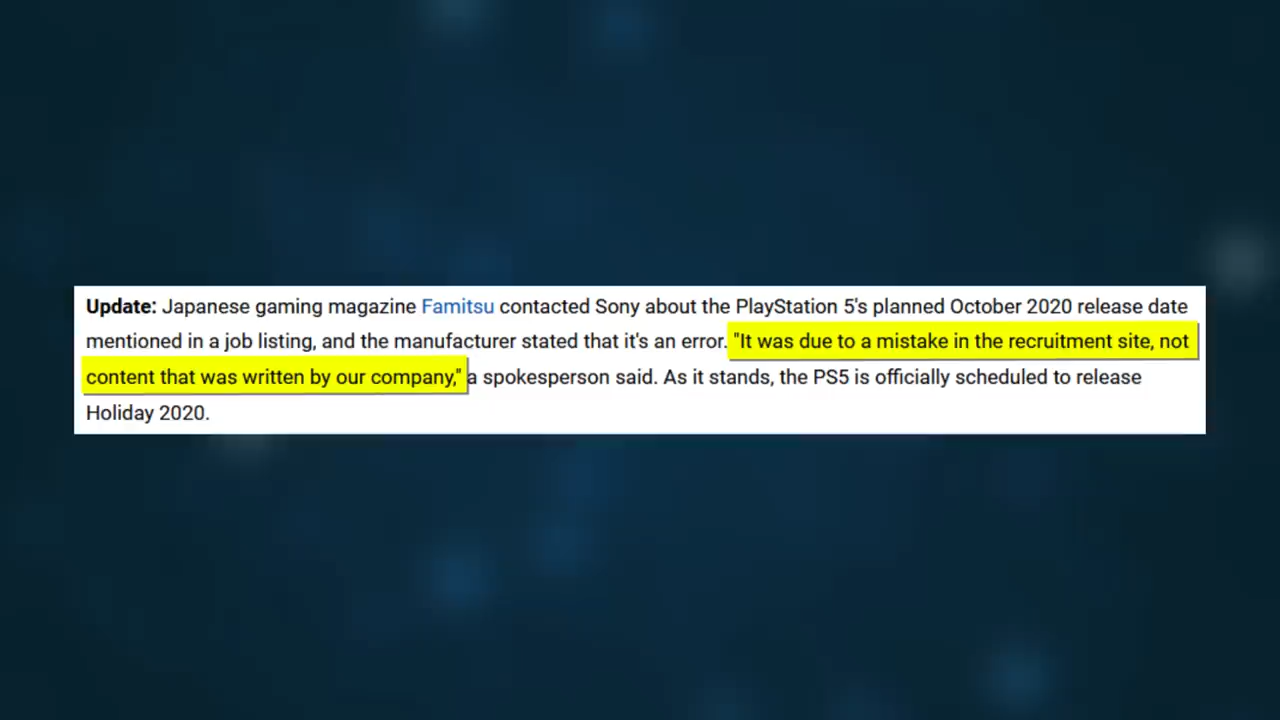 Update: Japanese gaming magazine Famitsu contacted Sony about the PlayStation 5's planned October 2020 release date
mentioned in a job listing, and the manufacturer stated that it's an error. "It was due to a mistake in the recruitment site, not
content that was written by our company," a spokesperson said. As it stands, the PS5 is officially scheduled to release
Holiday 2020.